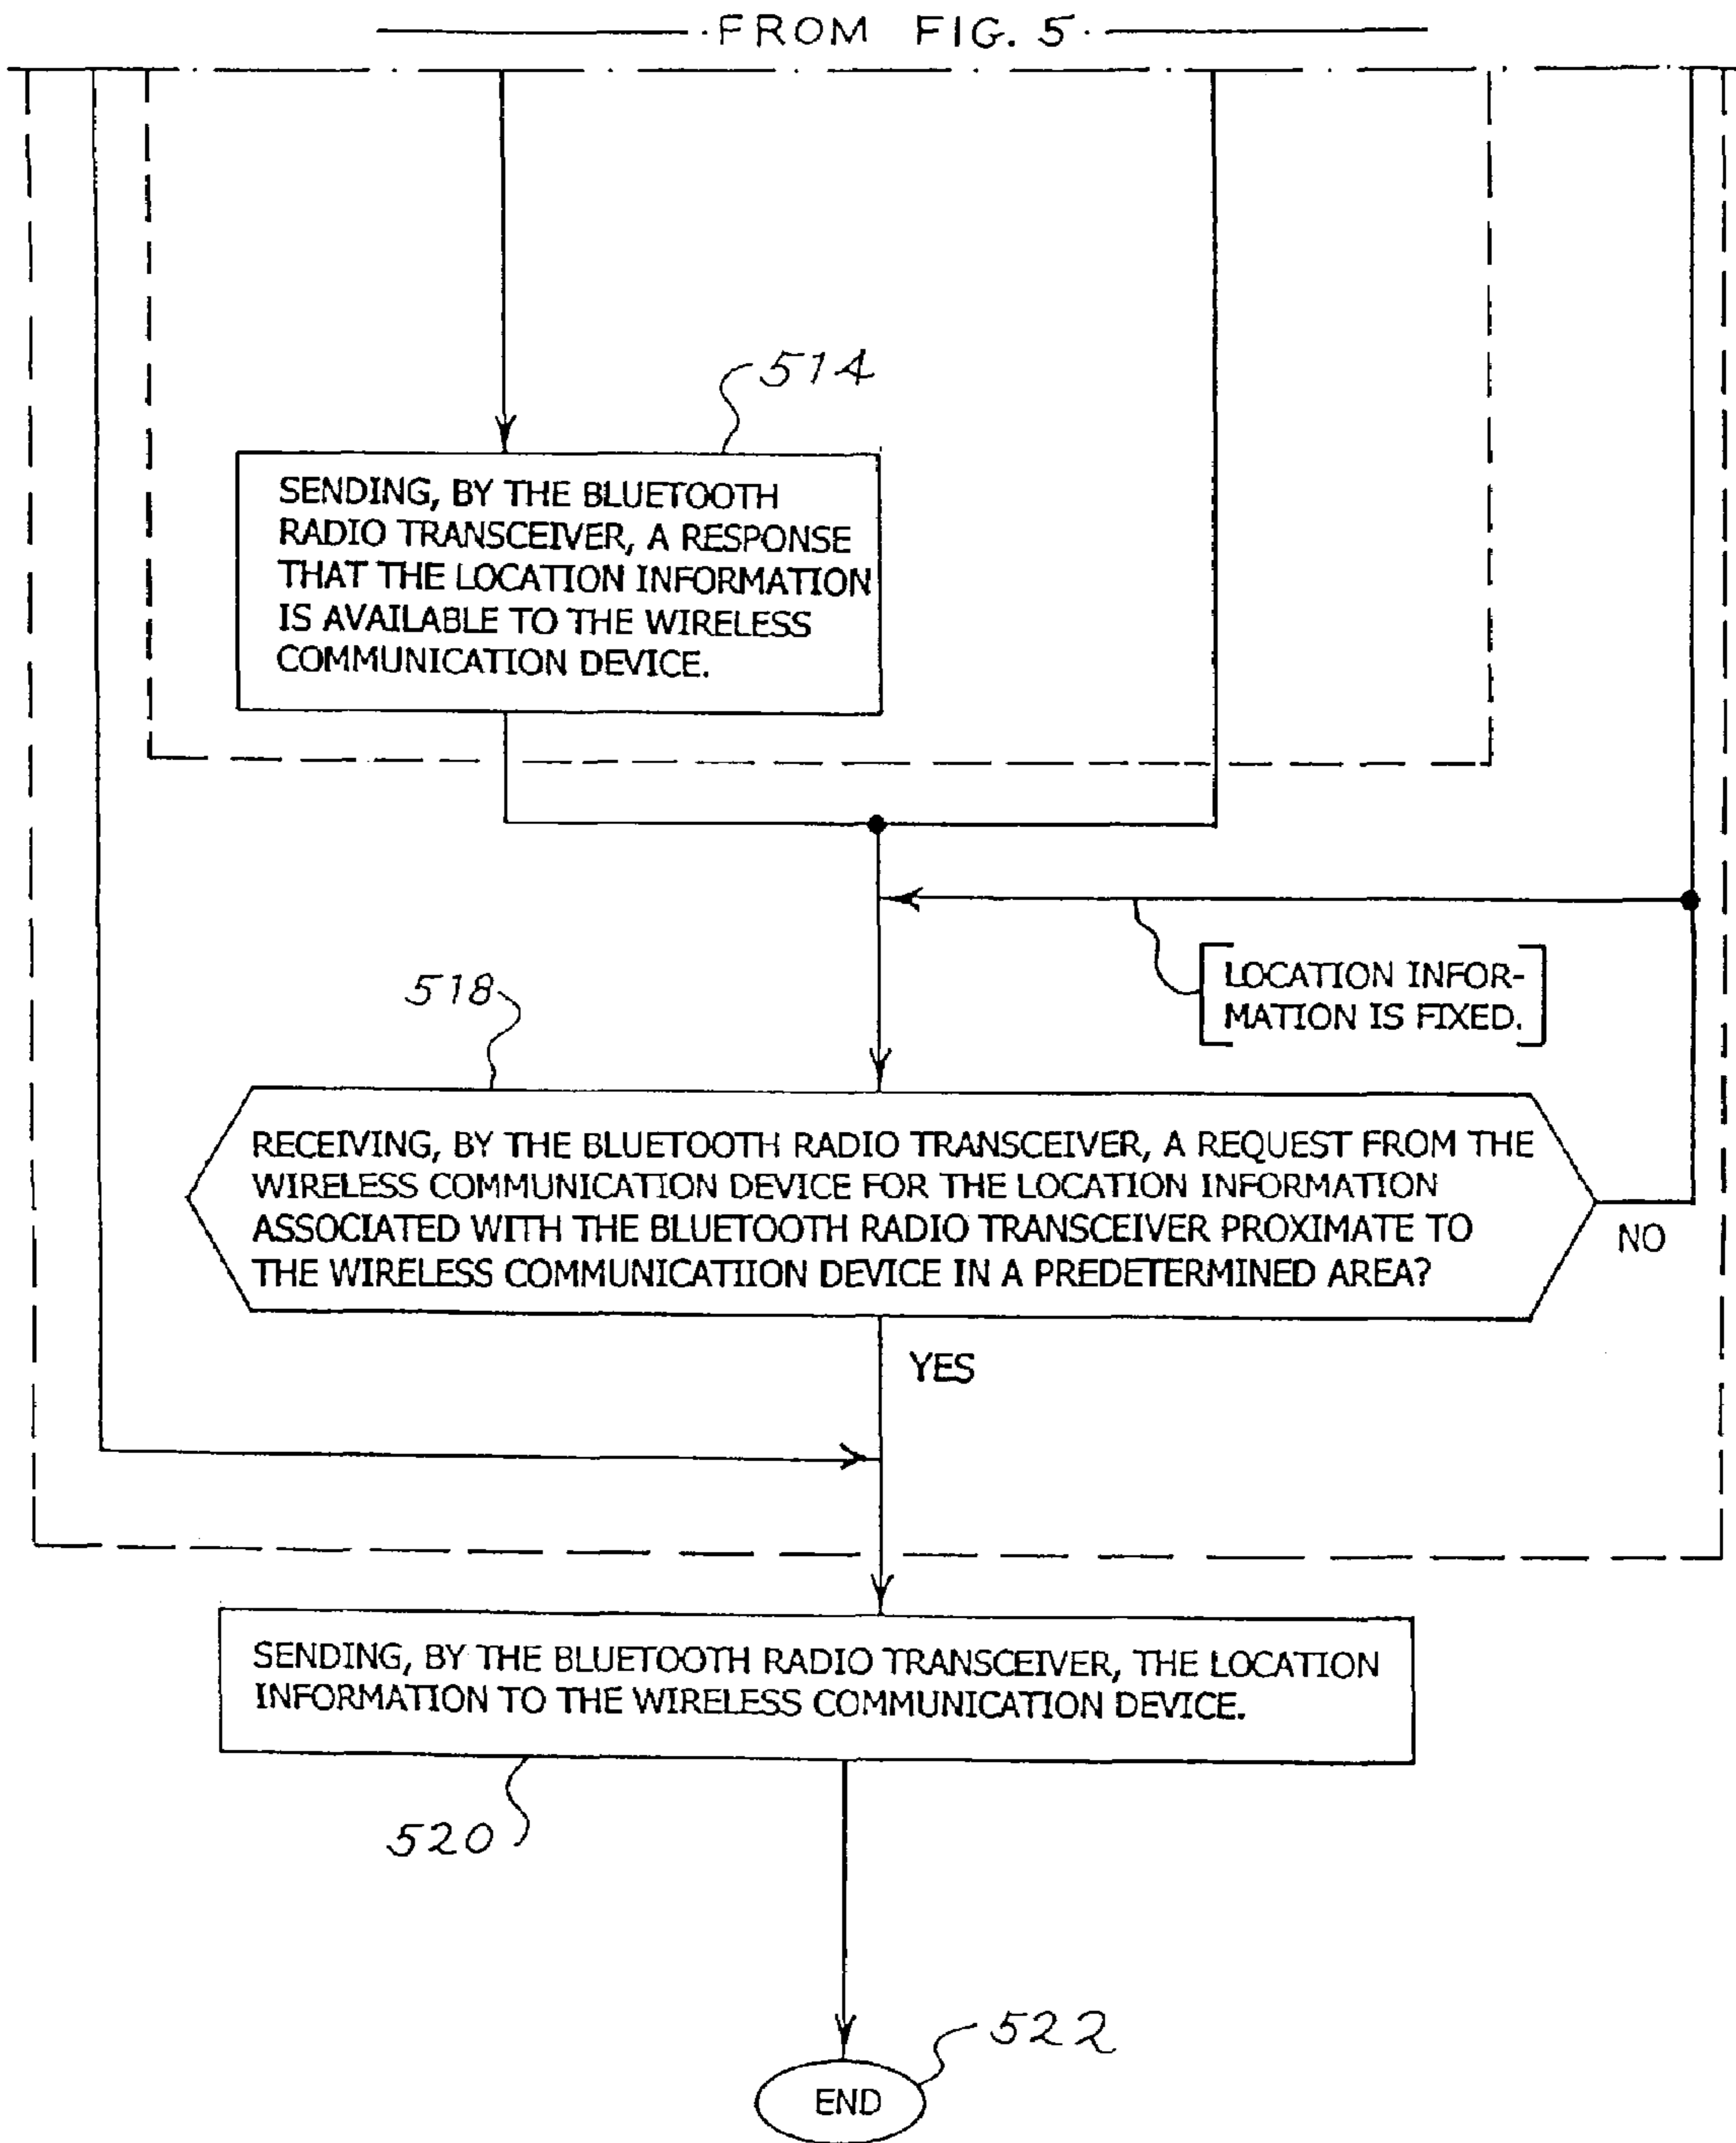 FROM FIG. 5
514
SENDING, BY THE BLUETOOTH
RADIO TRANSCEIVER, A RESPONSE
THAT THE LOCATION INFORMATION
IS AVAILABLE TO THE WIRELESS
COMMUNICATION DEVICE.
LOCATION INFOR-
MATION IS FIXED.
518
RECEIVING, BY THE BLUETOOTH RADIO TRANSCEIVER, A REQUEST FROM THE
WIRELESS COMMUNICATION DEVICE FOR THE LOCATION INFORMATION
ASSOCIATED WITH THE BLUETOOTH RADIO TRANSCEIVER PROXIMATE TO
THE WIRELESS COMMUNICATIION DEVICE IN A PREDETERMINED AREA?
NO
YES
SENDING, BY THE BLUETOOTH RADIO TRANSCEIVER, THE LOCATION
INFORMATION TO THE WIRELESS COMMUNICATION DEVICE.
520
522
END